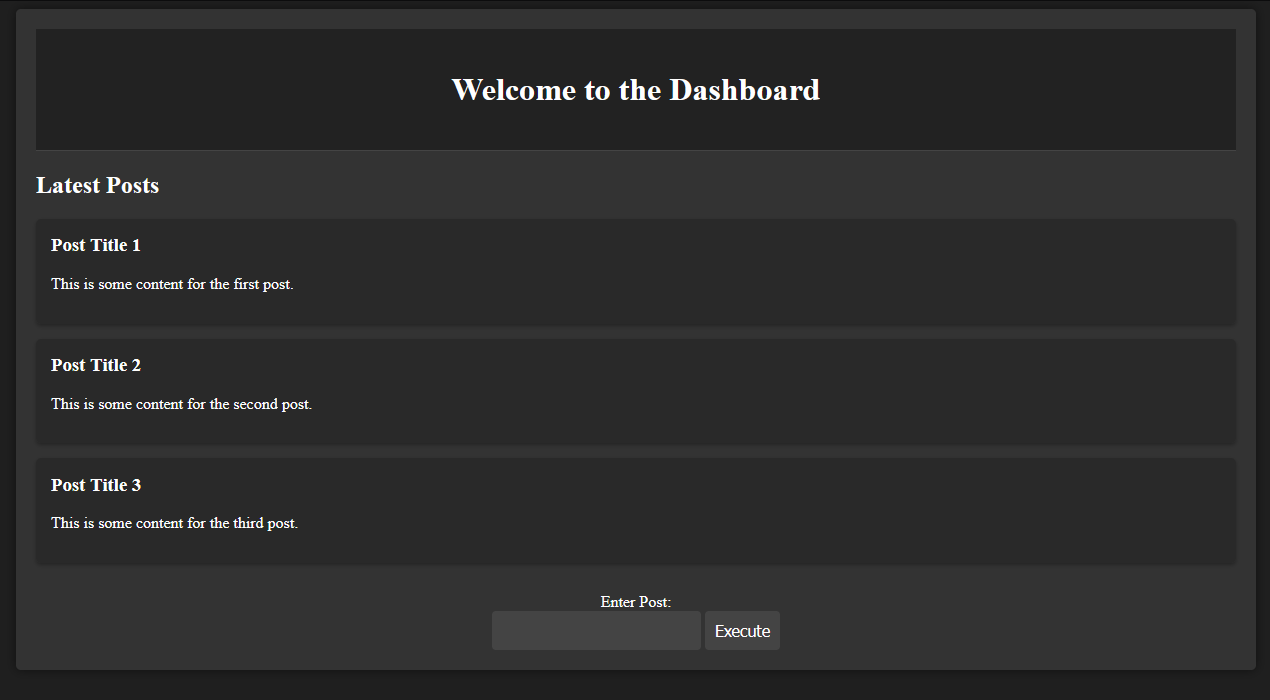 Welcome to the Dashboard
Latest Posts
Post Title 1
This is some content for the first post.
Post Title 2
This is some content for the second post.
Post Title 3
This is some content for the third post.
Enter Post:
Execute